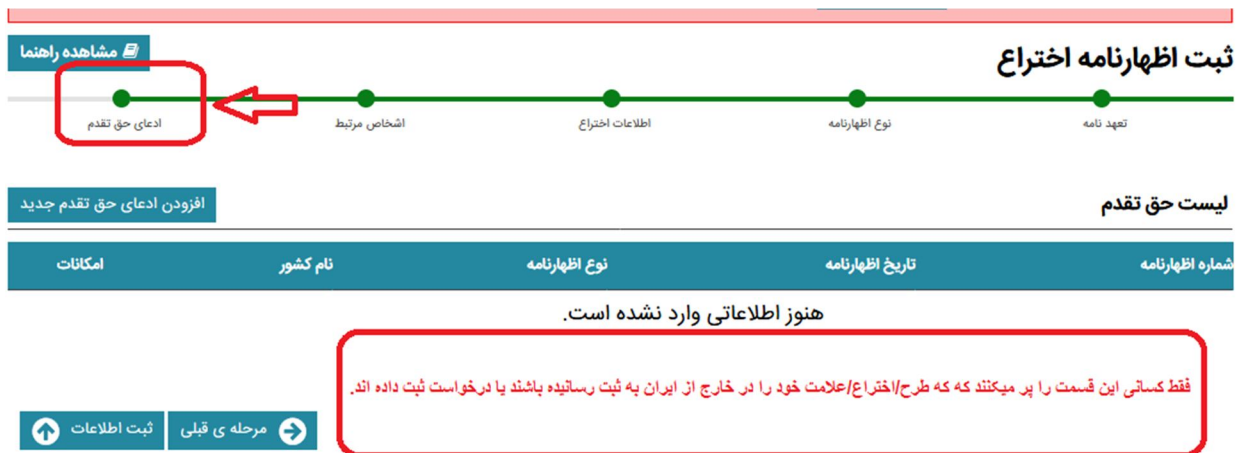 مشاهده راهنما
ثبت اظهارنامه اختراع
تعهد نامه
نوع اظهارنامه
اطلاعات اختراع
اشخاص مرتبط
ادعای حق تقدم
لیست حق تقدم
افزودن ادعای حق تقدم جدید
شماره اظهارنامه
تاریخ اظهارنامه
نوع اظهارنامه
نام کشور
امکانات
هنوز اطلاعاتی وارد نشده است.
فقط کسانی این قسمت را پر میکنند که که طرح/اختراع/علامت خود را در خارج از ایران به ثبت رسانیده باشند یا درخواست ثبت داده اند.
مرحله ی قبلی
ثبت اطلاعات